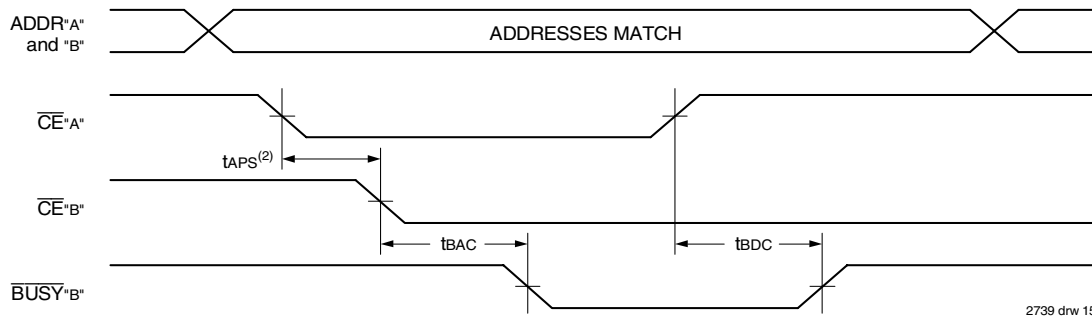 ADDR"A"
and "B"
ADDRESSES MATCH
CE"A"
tAPS(2)
CE"B"
tBAC
tBDC
BUSY"B"
2739 drw 15